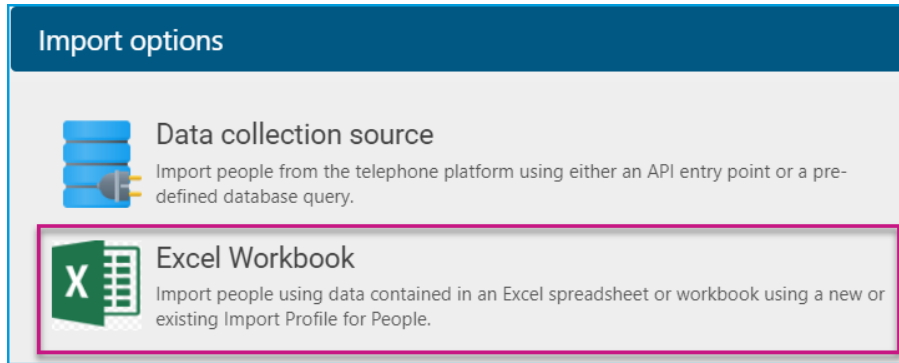 Import options
Data collection source
Import people from the telephone platform using either an API entry point or a pre-
defined database query.
X
Excel Workbook
Import people using data contained in an Excel spreadsheet or workbook using a new or
existing Import Profile for People.